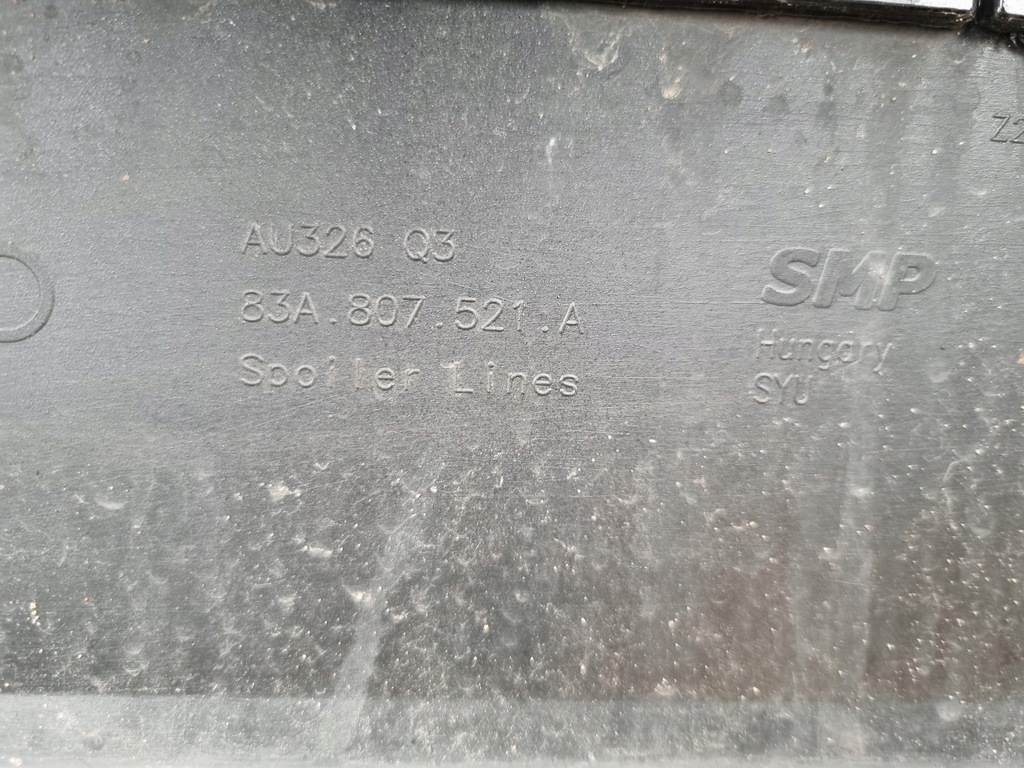 AU326 Q3
83A.807.521.A
Spoiler Lines
SMP
Hungary
SYU